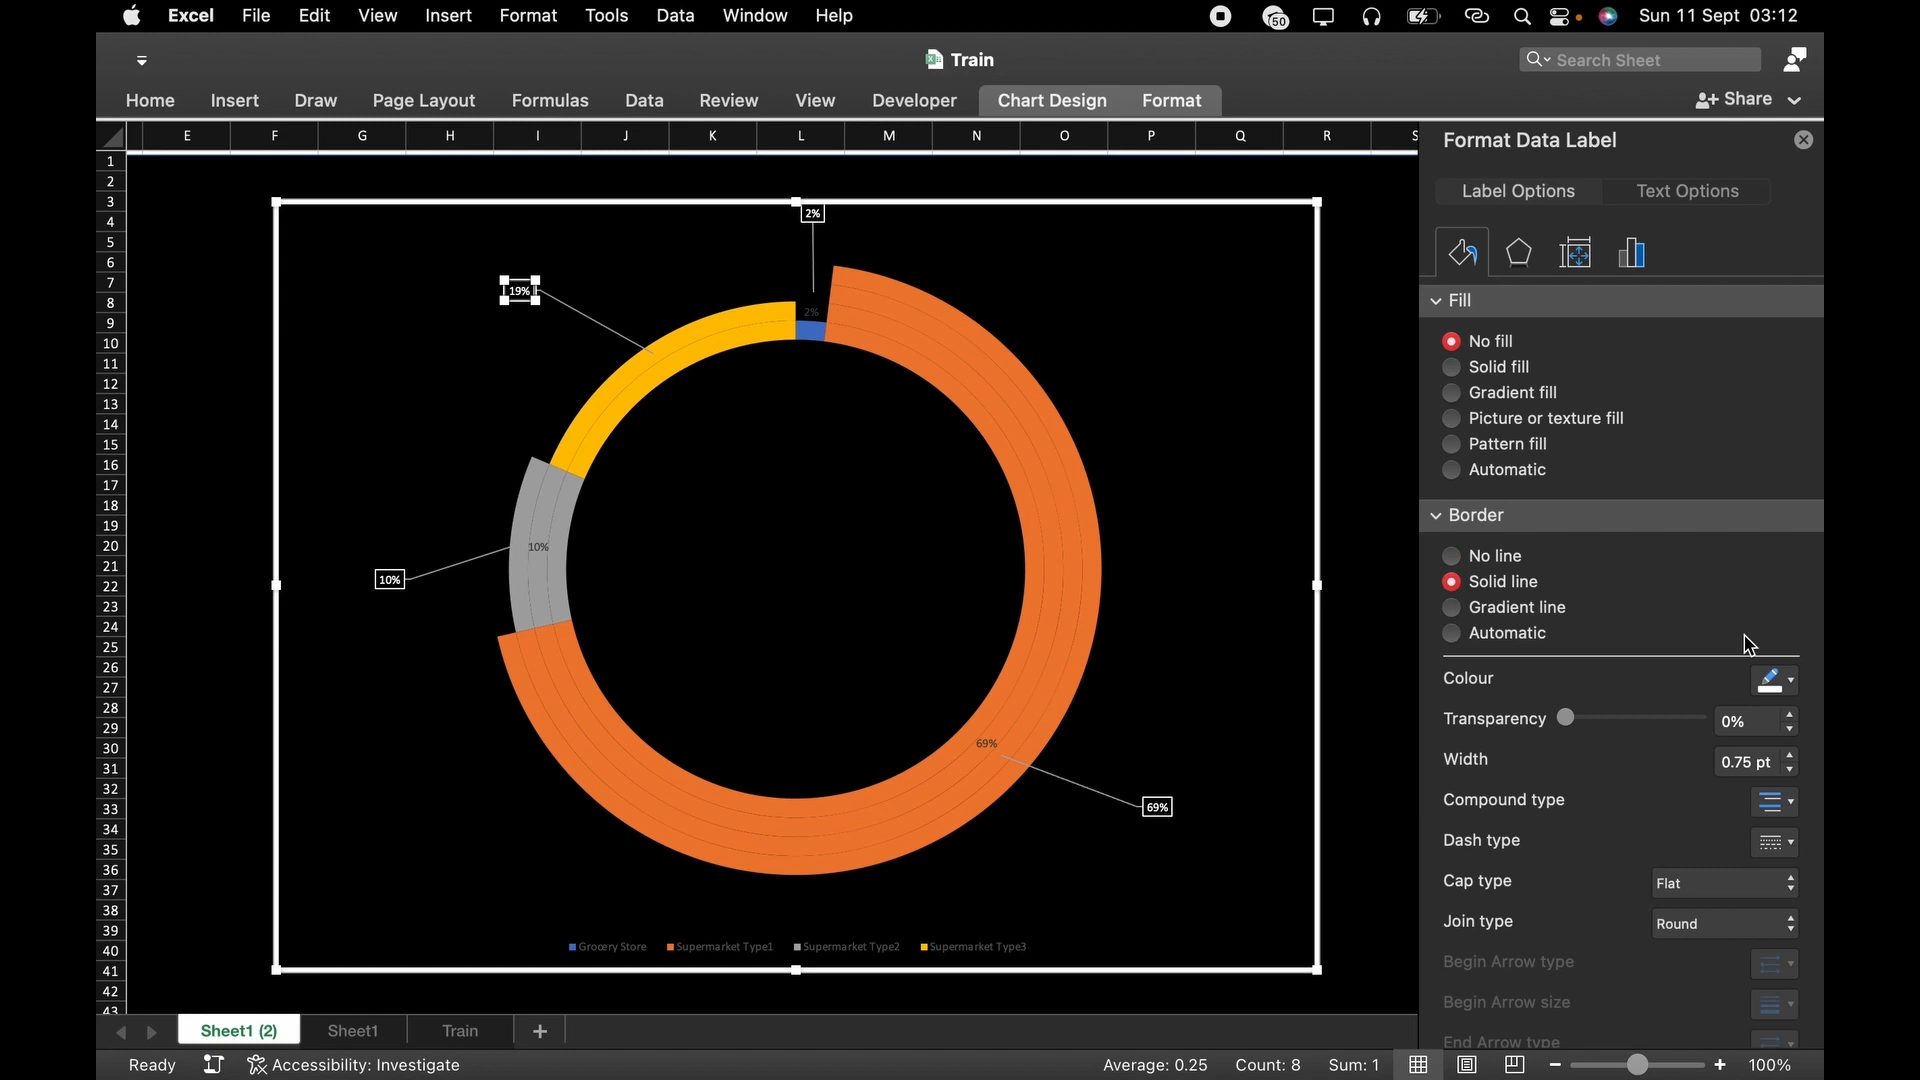 Excel File Edit View Insert Format Tools Data Window Help 50 Sun 11 Sept 03:12
Train Search Sheet
Home Insert Draw Page Layout Formulas Data Review View Developer Chart Design Format Share
E F G H I J K L M N O P Q R S
Format Data Label
Label Options Text Options
1
2
3
4
5
6
7
8
9
10
11
12
13
14
15
16
17
18
19
20
21
22
23
24
25
26
27
28
29
30
31
32
33
34
35
36
37
38
39
40
41
42
43
2%
19%
2%
10%
10%
69%
69%
Grocery Store Supermarket Type1 Supermarket Type2 Supermarket Type3
Fill
No fill
Solid fill
Gradient fill
Picture or texture fill
Pattern fill
Automatic
Border
No line
Solid line
Gradient line
Automatic
Colour
Transparency 0%
Width 0.75 pt
Compound type
Dash type
Cap type Flat
Join type Round
Begin Arrow type
Begin Arrow size
End Arrow type
Sheet1 (2) Sheet1 Train +
Ready Accessibility: Investigate Average: 0.25 Count: 8 Sum: 1 − + 100%